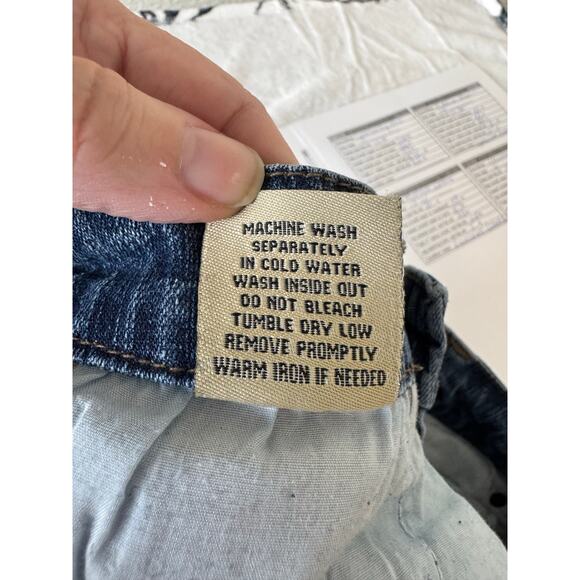 MACHINE WASH
SEPARATELY
IN COLD WATER
WASH INSIDE OUT
DO NOT BLEACH
TUMBLE DRY LOW
REMOVE PROMPTLY
WARM IRON IF NEEDED